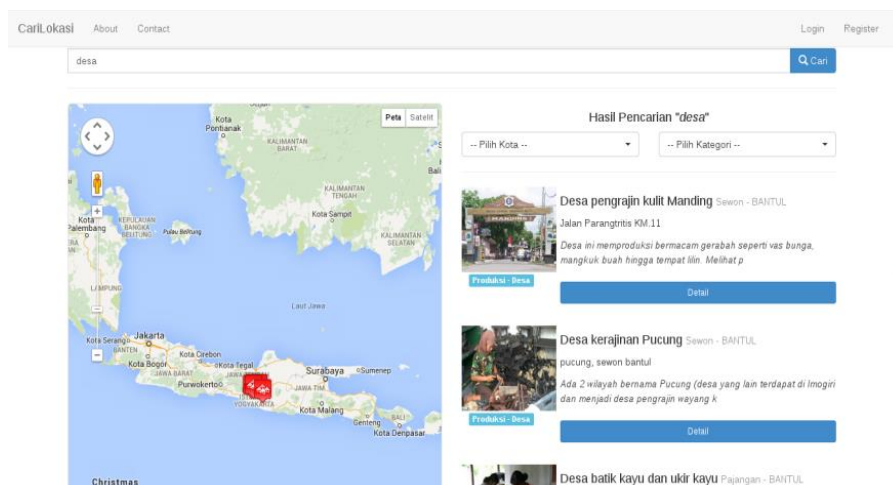 CariLokasi About Contact Login Register
desa
Cari
Peta Satelit
Kota
Pontianak
KALIMANTAN
BARAT
Bali
KALIMANTAN
TENGAH
Kota Sampit
Kota
Palembang
KEPULAUAN
BANGKA
BELITUNG
Pulau Belitung
KALIMANTAN
SELATAN
LAMPUNG
Laut Jawa
Jakarta
Kota Serang
BANTEN
Kota Cirebon
Kota Bogor
Kota Tegal
JAWA BARAT
Surabaya
Sumenep
Purwokerto
JAWA TIM
YOGYAKARTA
Kota Malang
BALI
Genteng
Kota Denpasar
Christmas
Hasil Pencarian "desa"
-- Pilih Kota --
-- Pilih Kategori --
Desa pengrajin kulit Manding Sewon - BANTUL
Jalan Parangtritis KM.11
Desa ini memproduksi bermacam gerabah seperti vas bunga,
mangkuk buah hingga tempat lilin. Melihat p
Produksi - Desa
Detail
Desa kerajinan Pucung Sewon - BANTUL
pucung, sewon bantul
Ada 2 wilayah bernama Pucung (desa yang lain terdapat di Imogiri
dan menjadi desa pengrajin wayang k
Produksi - Desa
Detail
Desa batik kayu dan ukir kayu Pajangan - BANTUL